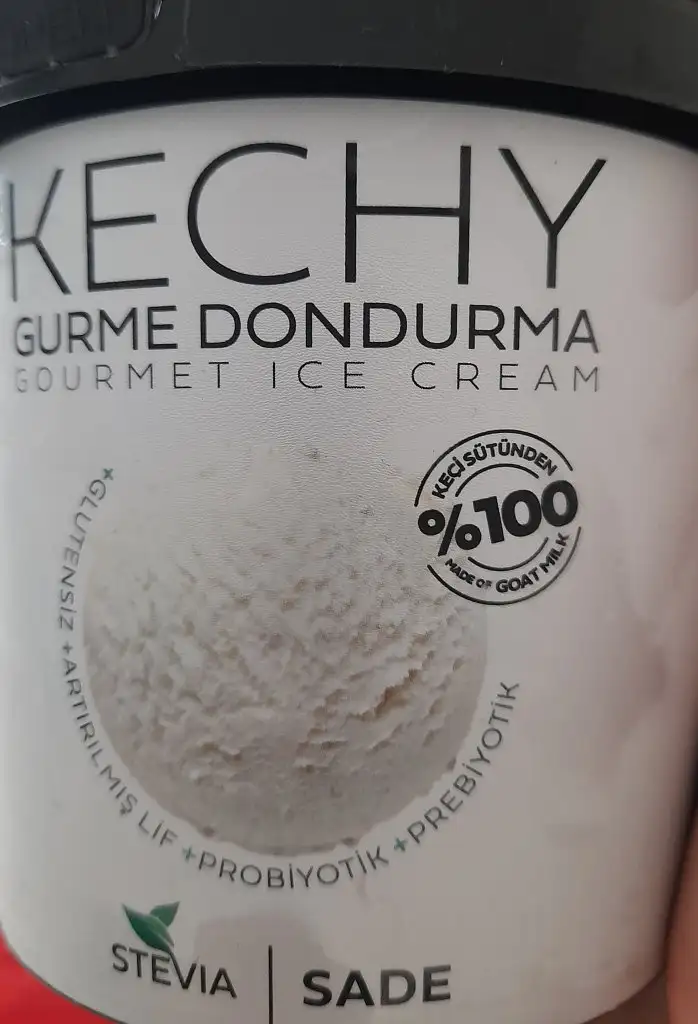 KECHY
GURME DONDURMA
GOURMET ICE CREAM
KEÇİ SÜTÜNDEN
%100
MADE OF GOAT MILK
+GLUTENSİZ +ARTIRILMIŞ LİF +PROBİYOTİK +PREBİYOTİK
STEVIA
SADE